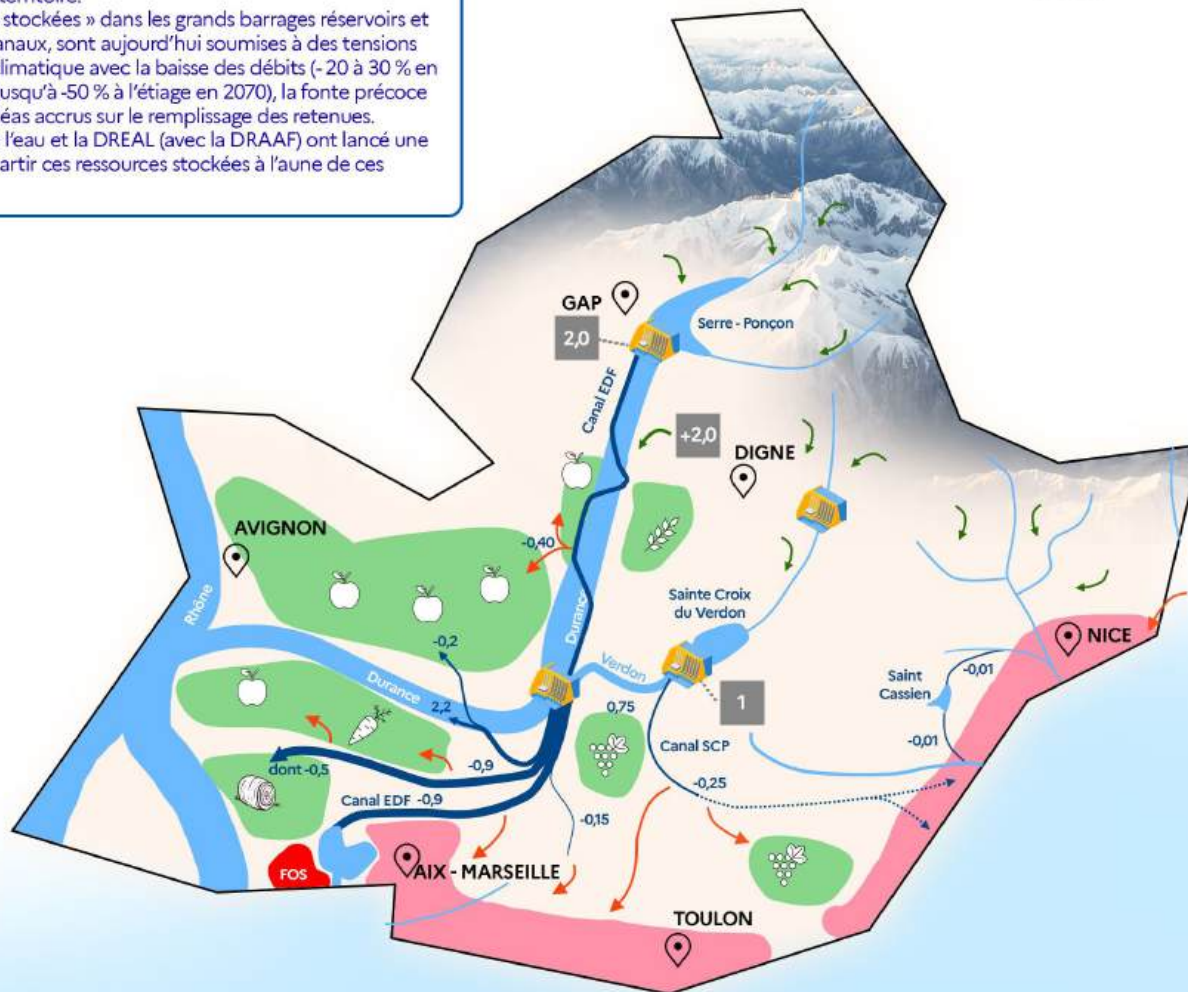 territoire.
stockées » dans les grands barrages réservoirs et
anaux, sont aujourd'hui soumises à des tensions
limatique avec la baisse des débits (- 20 à 30 % en
usqu'à -50 % à l'étiage en 2070), la fonte précoce
éas accrus sur le remplissage des retenues.
l'eau et la DREAL (avec la DRAAF) ont lancé une
artir ces ressources stockées à l'aune de ces
GAP
Serre - Ponçon
2,0
Canal EDF
+2,0
DIGNE
AVIGNON
-0,40
Rhône
Durance
Sainte Croix
du Verdon
-0,2
Verdon
NICE
Durance
2,2
Saint
Cassien
-0,01
1
0,75
Canal SCP
-0,01
dont -0,5
-0,9
-0,25
Canal EDF -0,9
-0,15
FOS
AIX - MARSEILLE
TOULON